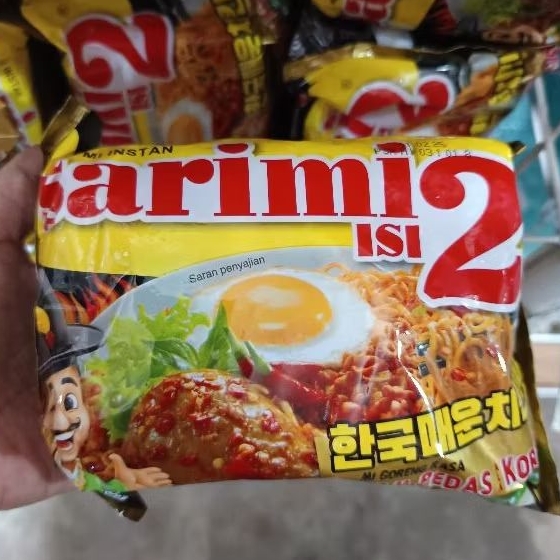 MI INSTAN
Sarimi
ISI 2
Saran penyajian
한국매운치
MI GORENG RASA
PEDAS KOR